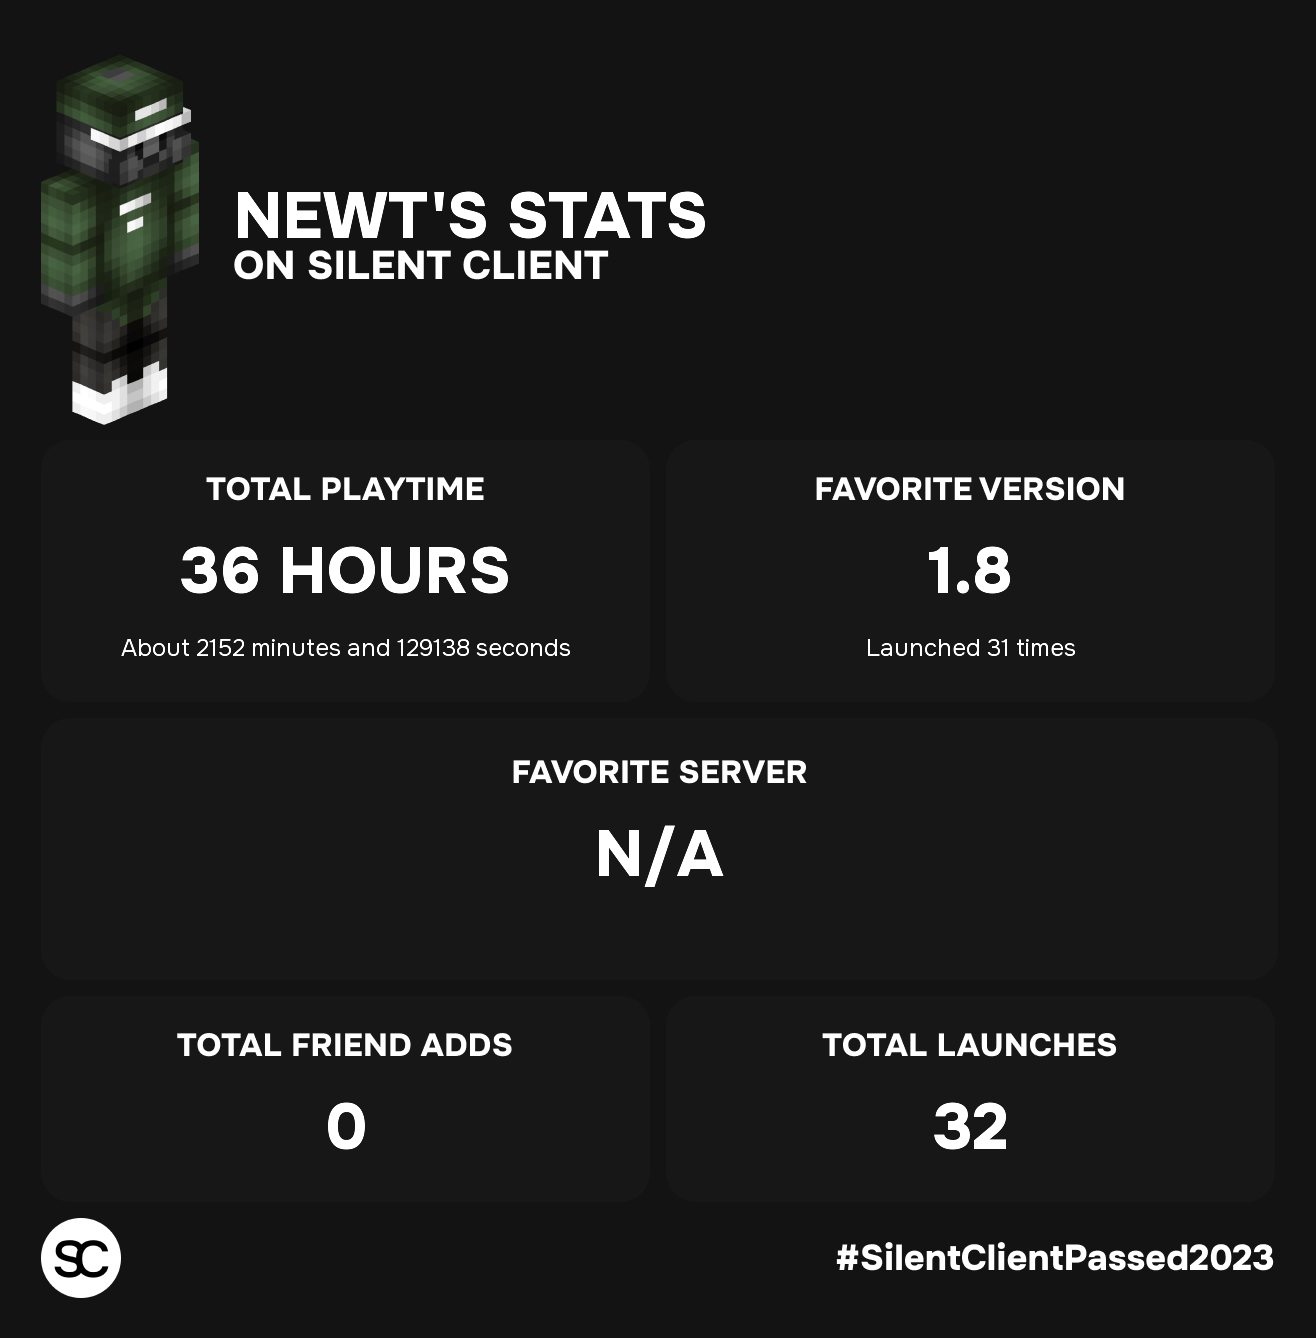 NEWT'S STATS
ON SILENT CLIENT
TOTAL PLAYTIME
36 HOURS
About 2152 minutes and 129138 seconds
FAVORITE VERSION
1.8
Launched 31 times
FAVORITE SERVER
N/A
TOTAL FRIEND ADDS
0
TOTAL LAUNCHES
32
SC
#SilentClientPassed2023